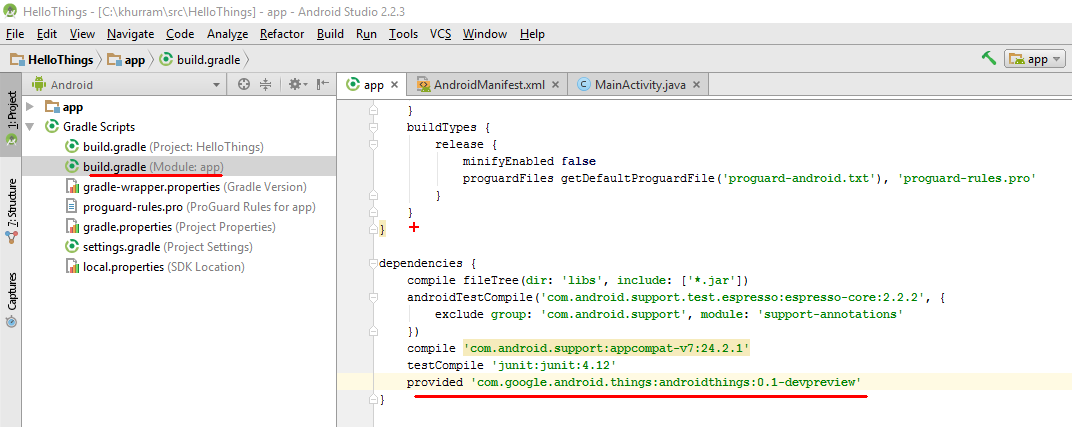 HelloThings - [C:\khurram\src\HelloThings] - app - Android Studio 2.2.3
File Edit View Navigate Code Analyze Refactor Build Run Tools VCS Window Help
HelloThings app build.gradle app
1: Project
7: Structure
Captures
Android
app
Gradle Scripts
build.gradle (Project: HelloThings)
build.gradle (Module: app)
gradle-wrapper.properties (Gradle Version)
proguard-rules.pro (ProGuard Rules for app)
gradle.properties (Project Properties)
settings.gradle (Project Settings)
local.properties (SDK Location)
app AndroidManifest.xml MainActivity.java
}
buildTypes {
release {
minifyEnabled false
proguardFiles getDefaultProguardFile('proguard-android.txt'), 'proguard-rules.pro'
}
}
}
dependencies {
compile fileTree(dir: 'libs', include: ['*.jar'])
androidTestCompile('com.android.support.test.espresso:espresso-core:2.2.2', {
exclude group: 'com.android.support', module: 'support-annotations'
})
compile 'com.android.support:appcompat-v7:24.2.1'
testCompile 'junit:junit:4.12'
provided 'com.google.android.things:androidthings:0.1-devpreview'
}